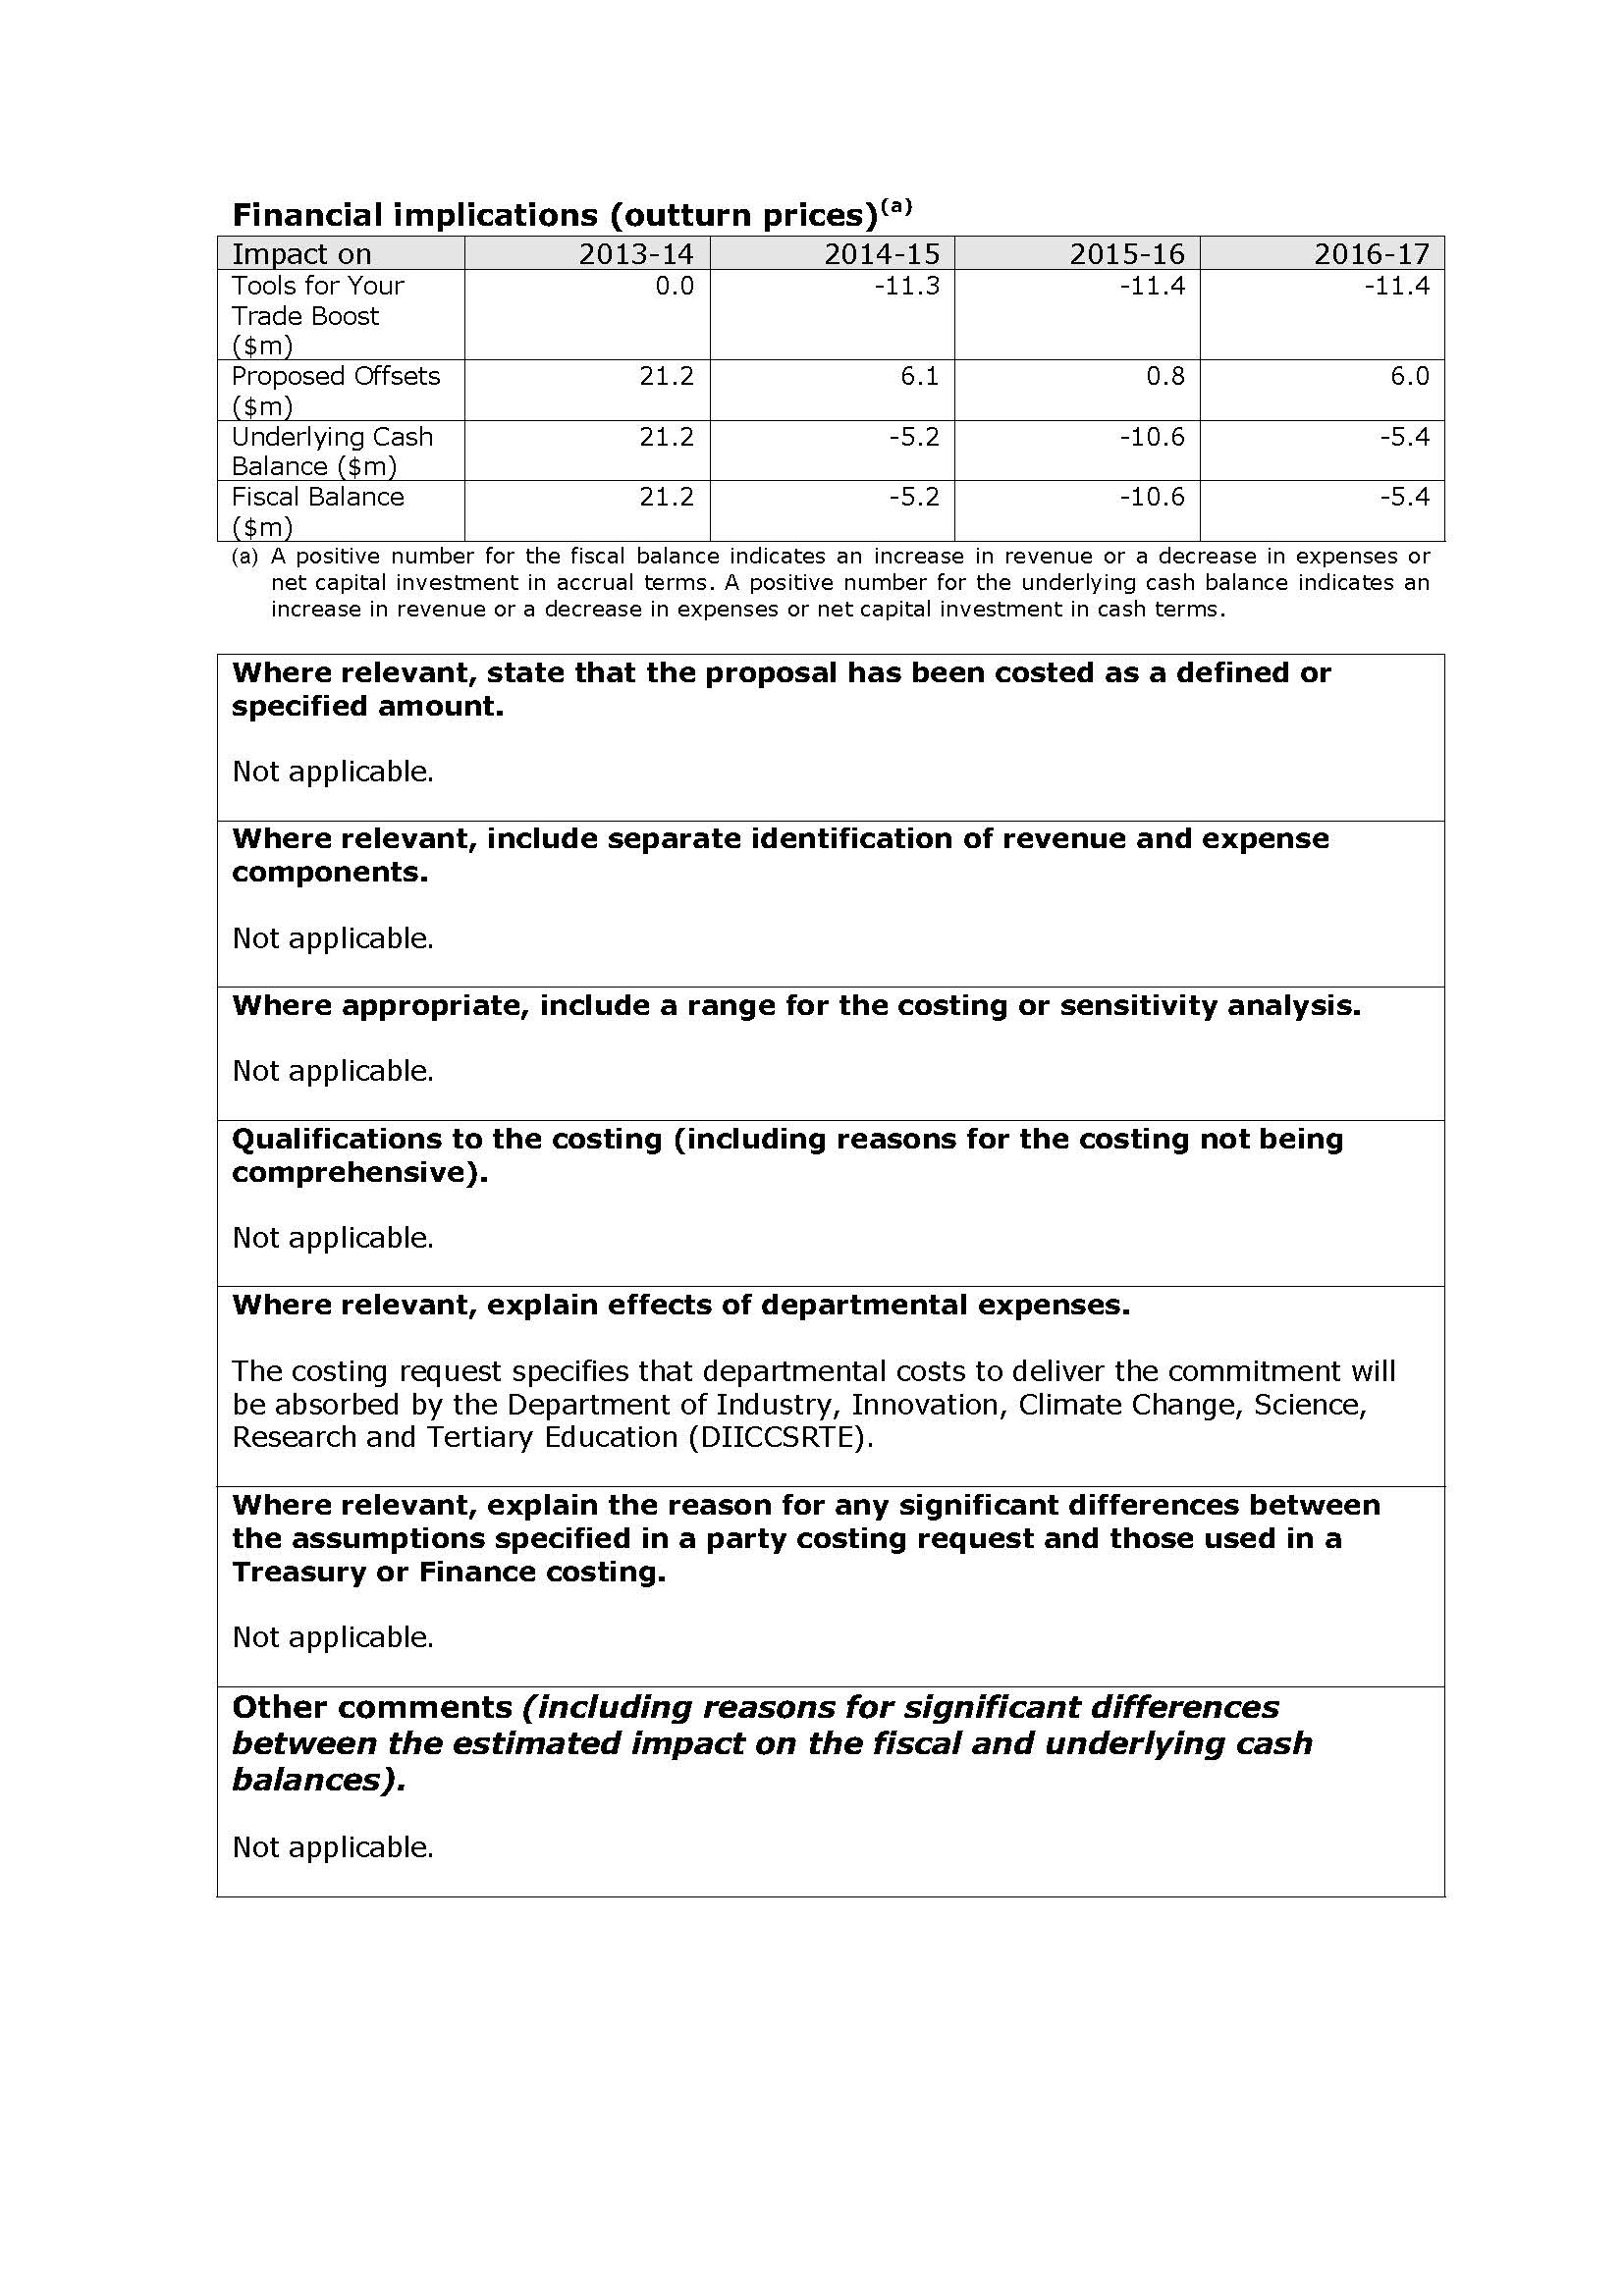 Financial implications (outturn prices)(a)
Impact on 2013-14 2014-15 2015-16 2016-17
Tools for Your 0.0 -11.3 -11.4 -11.4
Trade Boost
($m)
Proposed Offsets 21.2 6.1 0.8 6.0
($m)
Underlying Cash 21.2 -5.2 -10.6 -5.4
Balance ($m)
Fiscal Balance 21.2 -5.2 -10.6 -5.4
($m)
(a) A positive number for the fiscal balance indicates an increase in revenue or a decrease in expenses or
net capital investment in accrual terms. A positive number for the underlying cash balance indicates an
increase in revenue or a decrease in expenses or net capital investment in cash terms.
Where relevant, state that the proposal has been costed as a defined or
specified amount.
Not applicable.
Where relevant, include separate identification of revenue and expense
components.
Not applicable.
Where appropriate, include a range for the costing or sensitivity analysis.
Not applicable.
Qualifications to the costing (including reasons for the costing not being
comprehensive).
Not applicable.
Where relevant, explain effects of departmental expenses.
The costing request specifies that departmental costs to deliver the commitment will
be absorbed by the Department of Industry, Innovation, Climate Change, Science,
Research and Tertiary Education (DIICCSRTE).
Where relevant, explain the reason for any significant differences between
the assumptions specified in a party costing request and those used in a
Treasury or Finance costing.
Not applicable.
Other comments (including reasons for significant differences
between the estimated impact on the fiscal and underlying cash
balances).
Not applicable.